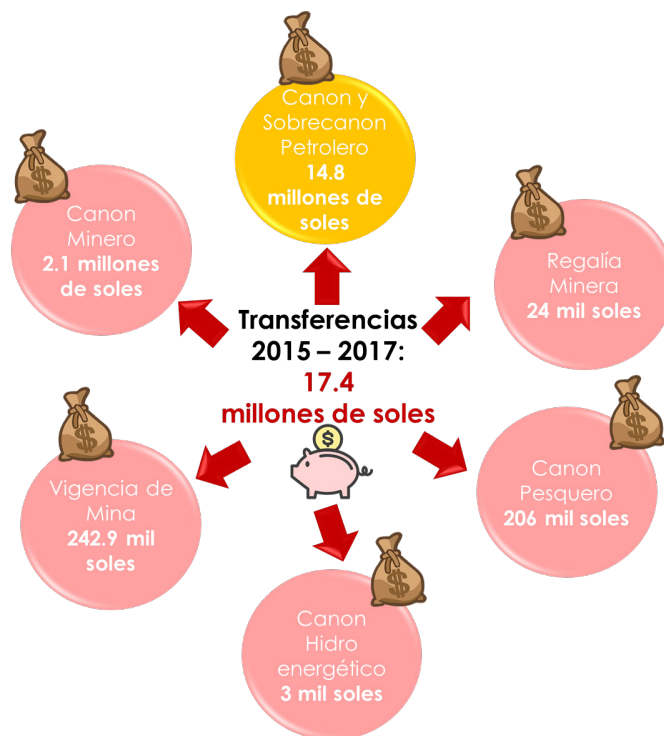 Canon y
Sobrecanon
Petrolero
14.8
millones de
soles
Canon
Minero
2.1 millones
de soles
Regalía
Minera
24 mil soles
Transferencias
2015 – 2017:
17.4
millones de soles
Vigencia de
Mina
242.9 mil
soles
Canon
Pesquero
206 mil soles
Canon
Hidro
energético
3 mil soles